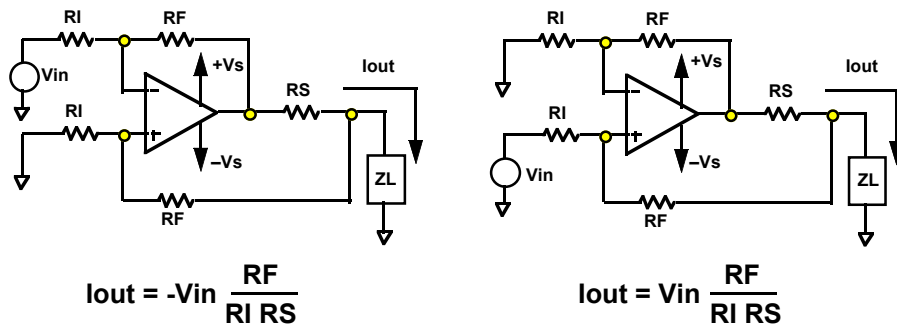 RI RF
+Vs
Iout
Vin
RS
RI
–
+
–Vs
ZL
RF
Iout = -Vin RF
RI RS
RI RF
+Vs
Iout
RS
RI
–
+
Vin
–Vs
ZL
RF
Iout = Vin RF
RI RS